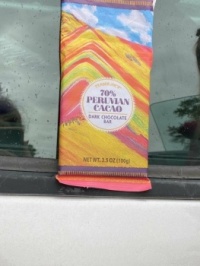 70%
PERUVIAN
CACAO
DARK CHOCOLATE
BAR
NET WT. 3.5 OZ (100g)